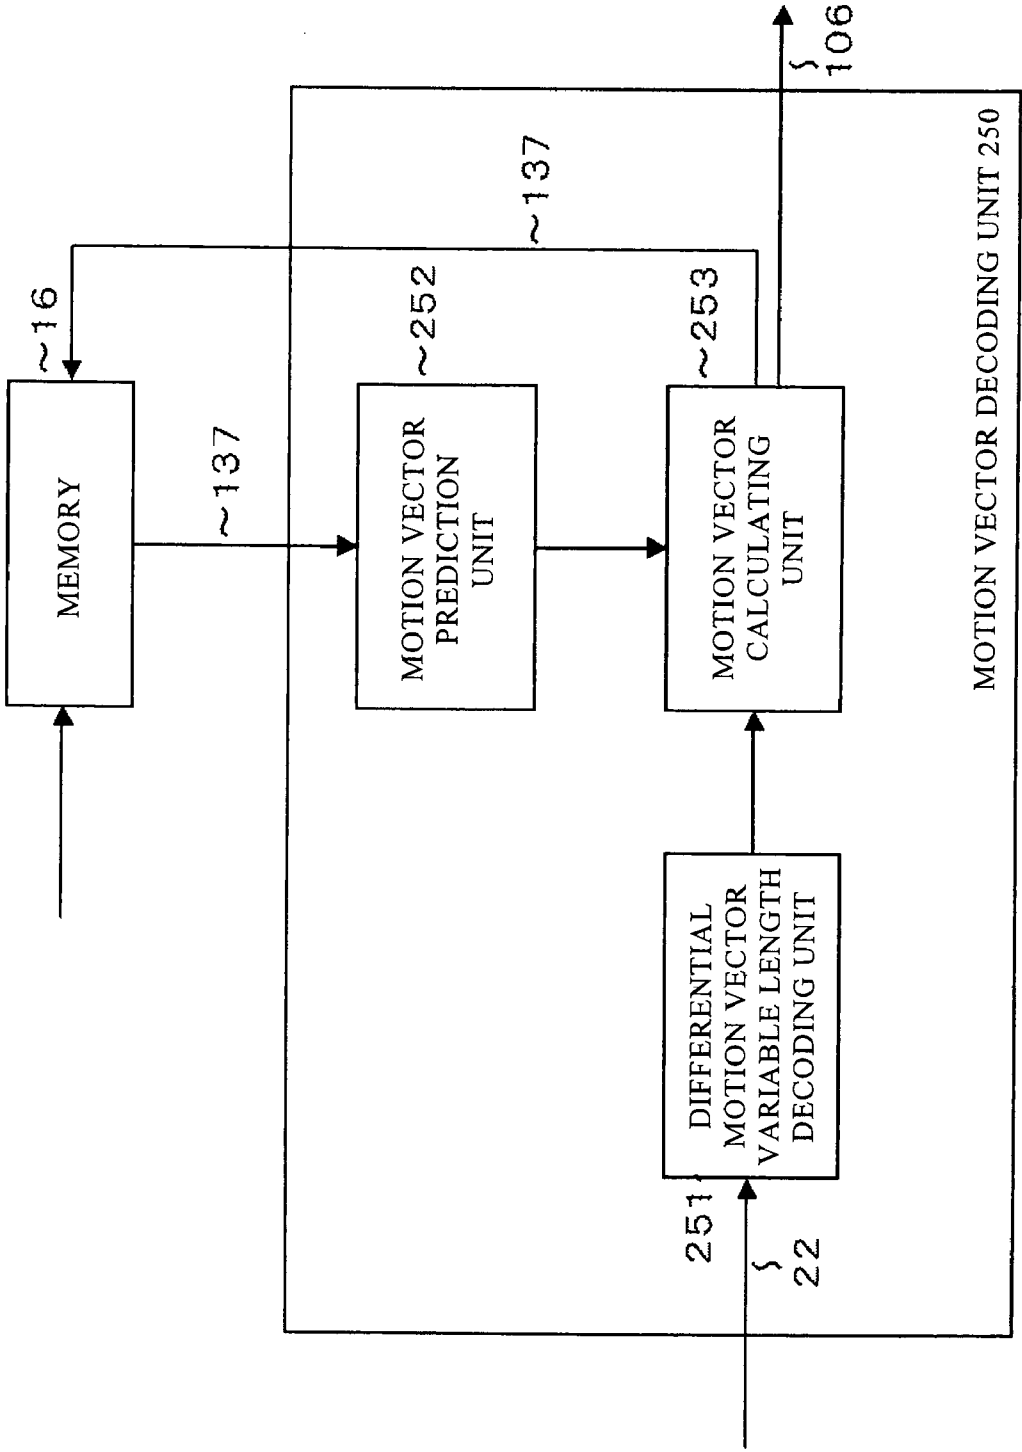 MEMORY
16
137
137
MOTION VECTOR
PREDICTION
UNIT
252
DIFFERENTIAL
MOTION VECTOR
VARIABLE LENGTH
DECODING UNIT
251
22
MOTION VECTOR
CALCULATING
UNIT
253
106
MOTION VECTOR DECODING UNIT 250